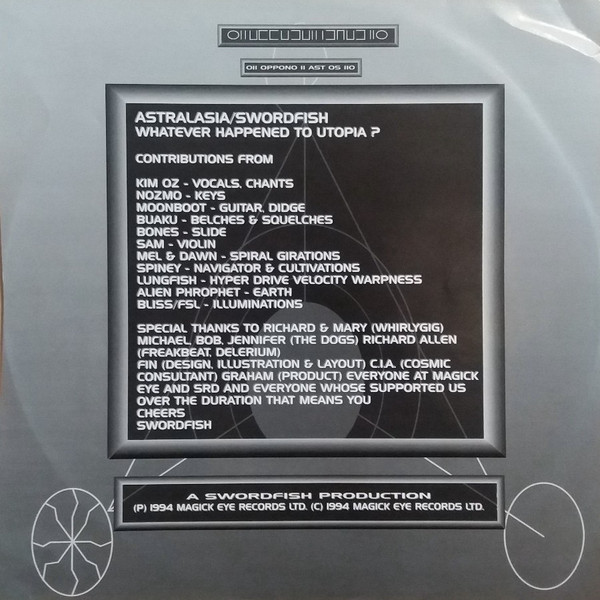 OII OPPONO II AST OS IIO
ASTRALASIA/SWORDFISH
WHATEVER HAPPENED TO UTOPIA ?
CONTRIBUTIONS FROM
KIM OZ - VOCALS, CHANTS
NOZMO - KEYS
MOONBOOT - GUITAR, DIDGE
BUAKU - BELCHES & SQUELCHES
BONES - SLIDE
SAM - VIOLIN
MEL & DAWN - SPIRAL GIRATIONS
SPINEY - NAVIGATOR & CULTIVATIONS
LUNGFISH - HYPER DRIVE VELOCITY WARPNESS
ALIEN PHROPHET - EARTH
BLISS/FSL - ILLUMINATIONS
SPECIAL THANKS TO RICHARD & MARY (WHIRLYGIG)
MICHAEL, BOB, JENNIFER (THE DOGS) RICHARD ALLEN
(FREAKBEAT, DELERIUM)
FIN (DESIGN, ILLUSTRATION & LAYOUT) C.I.A. (COSMIC
CONSULTANT) GRAHAM (PRODUCT) EVERYONE AT MAGICK
EYE AND SRD AND EVERYONE WHOSE SUPPORTED US
OVER THE DURATION THAT MEANS YOU
CHEERS
SWORDFISH
A SWORDFISH PRODUCTION
(P) 1994 MAGICK EYE RECORDS LTD. (C) 1994 MAGICK EYE RECORDS LTD.